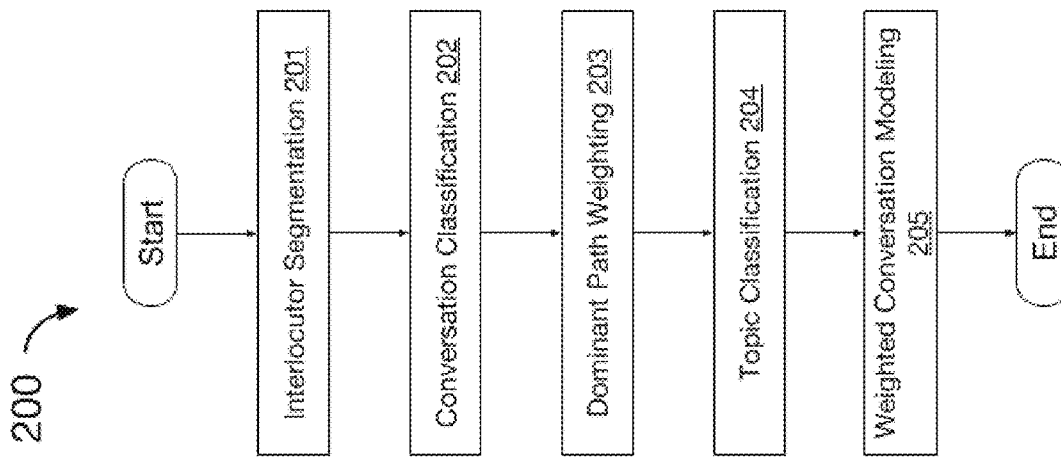 200
Start
Interlocutor Segmentation 201
Conversation Classification 202
Dominant Path Weighting 203
Topic Classification 204
Weighted Conversation Modeling
205
End